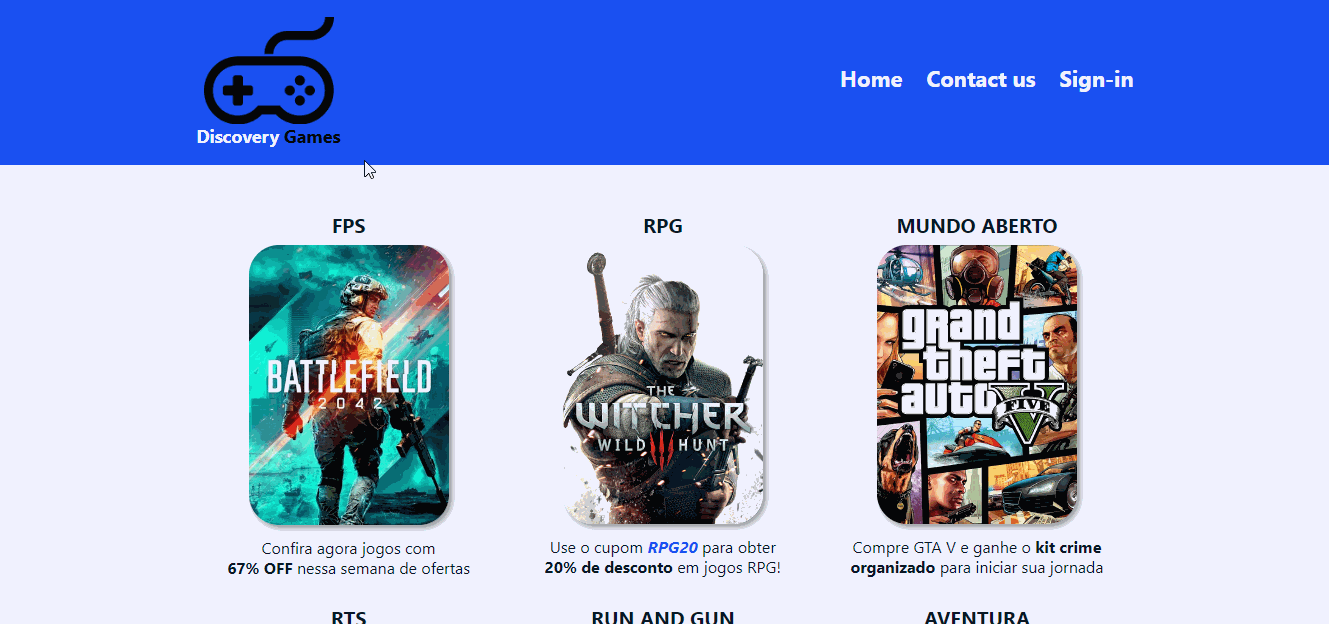 Discovery Games
Home Contact us Sign-in
FPS
RPG
MUNDO ABERTO
BATTLEFIELD
2042
THE
WITCHER
WILD HUNT
grand
theft
auto
V
FIVE
Confira agora jogos com
67% OFF nessa semana de ofertas
Use o cupom RPG20 para obter
20% de desconto em jogos RPG!
Compre GTA V e ganhe o kit crime
organizado para iniciar sua jornada
RTS
RUN AND GUN
AVENTURA